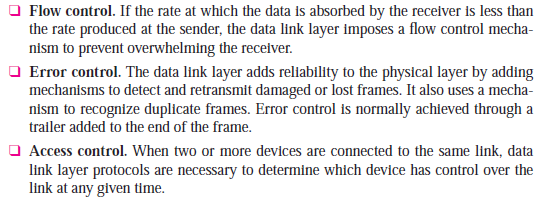 ❑ Flow control. If the rate at which the data is absorbed by the receiver is less than
the rate produced at the sender, the data link layer imposes a flow control mecha-
nism to prevent overwhelming the receiver.
❑ Error control. The data link layer adds reliability to the physical layer by adding
mechanisms to detect and retransmit damaged or lost frames. It also uses a mecha-
nism to recognize duplicate frames. Error control is normally achieved through a
trailer added to the end of the frame.
❑ Access control. When two or more devices are connected to the same link, data
link layer protocols are necessary to determine which device has control over the
link at any given time.